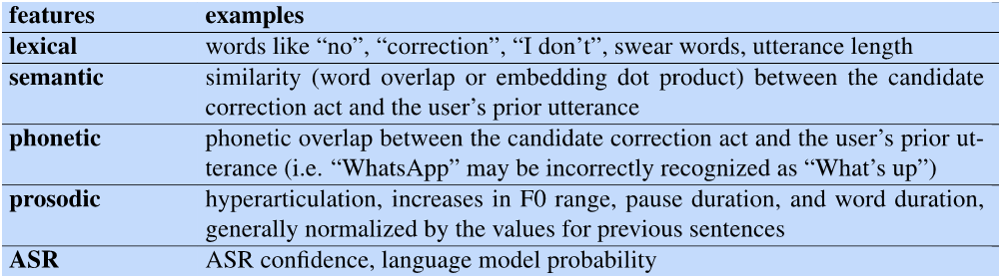 features examples
lexical words like “no”, “correction”, “I don’t”, swear words, utterance length
semantic similarity (word overlap or embedding dot product) between the candidate
correction act and the user’s prior utterance
phonetic phonetic overlap between the candidate correction act and the user’s prior ut-
terance (i.e. “WhatsApp” may be incorrectly recognized as “What’s up”)
prosodic hyperarticulation, increases in F0 range, pause duration, and word duration,
generally normalized by the values for previous sentences
ASR ASR confidence, language model probability